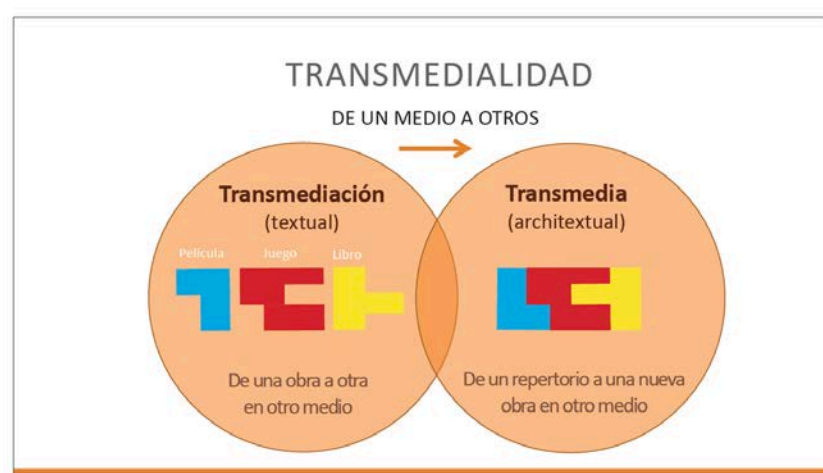 TRANSMEDIALIDAD
DE UN MEDIO A OTROS
Transmediación
(textual)
Película Juego Libro
De una obra a otra
en otro medio
Transmedia
(architextual)
De un repertorio a una nueva
obra en otro medio